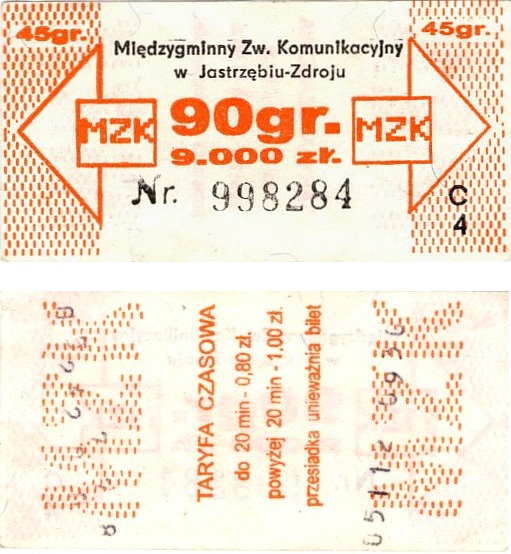 45gr.
45gr.
Międzygminny Zw. Komunikacyjny
w Jastrzębiu-Zdroju
MZK
90gr.
MZK
9.000 zł.
Nr. 998284
C
4
MZK
TARYFA CZASOWA
do 20 min - 0,80 zł.
powyżej 20 min - 1,00 zł.
przesiadka unieważnia bilet
MZK